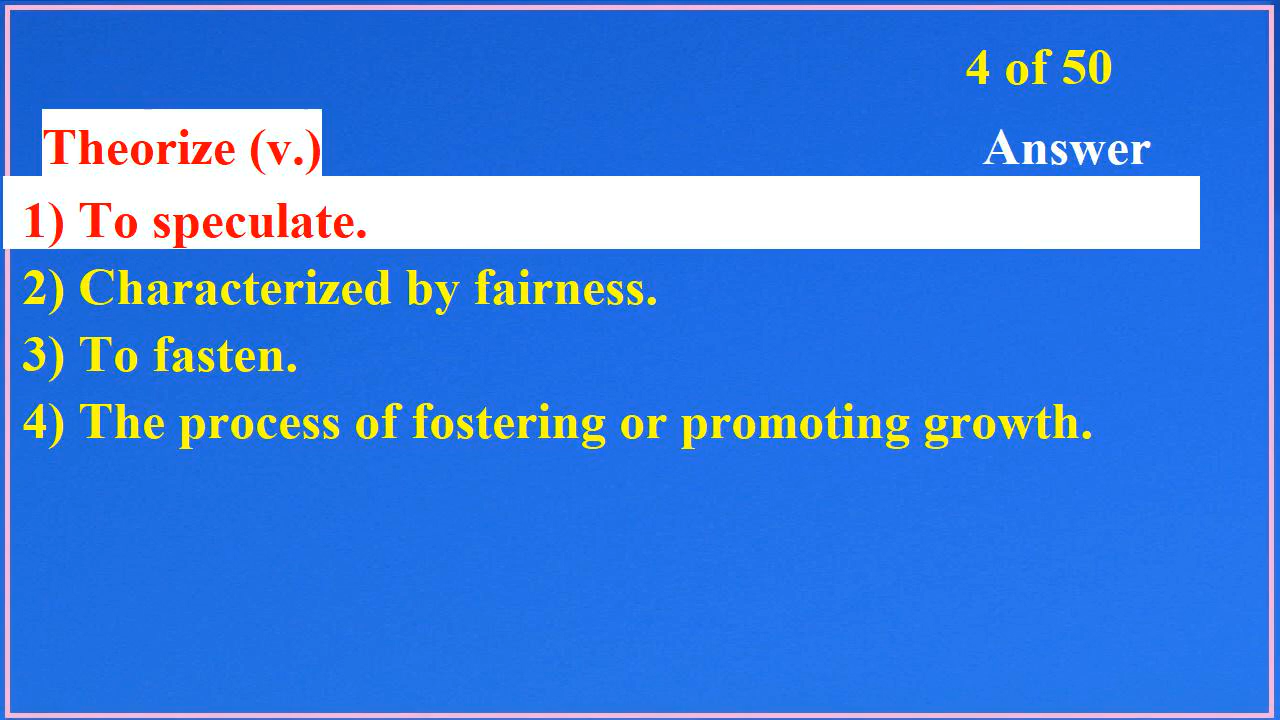 4 of 50
Theorize (v.) Answer
1) To speculate.
2) Characterized by fairness.
3) To fasten.
4) The process of fostering or promoting growth.